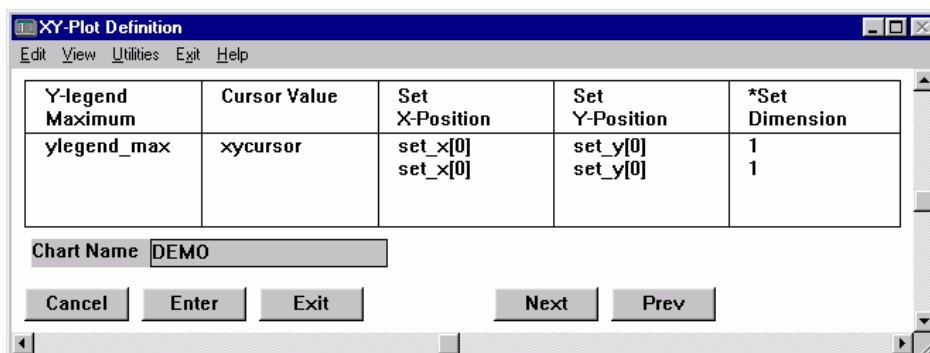 XY-Plot Definition
Edit View Utilities Exit Help
Y-legend Maximum Cursor Value Set X-Position Set Y-Position *Set Dimension
ylegend_max xycursor set_x[0] set_y[0] 1
set_x[0] set_y[0] 1
Chart Name DEMO
Cancel Enter Exit Next Prev